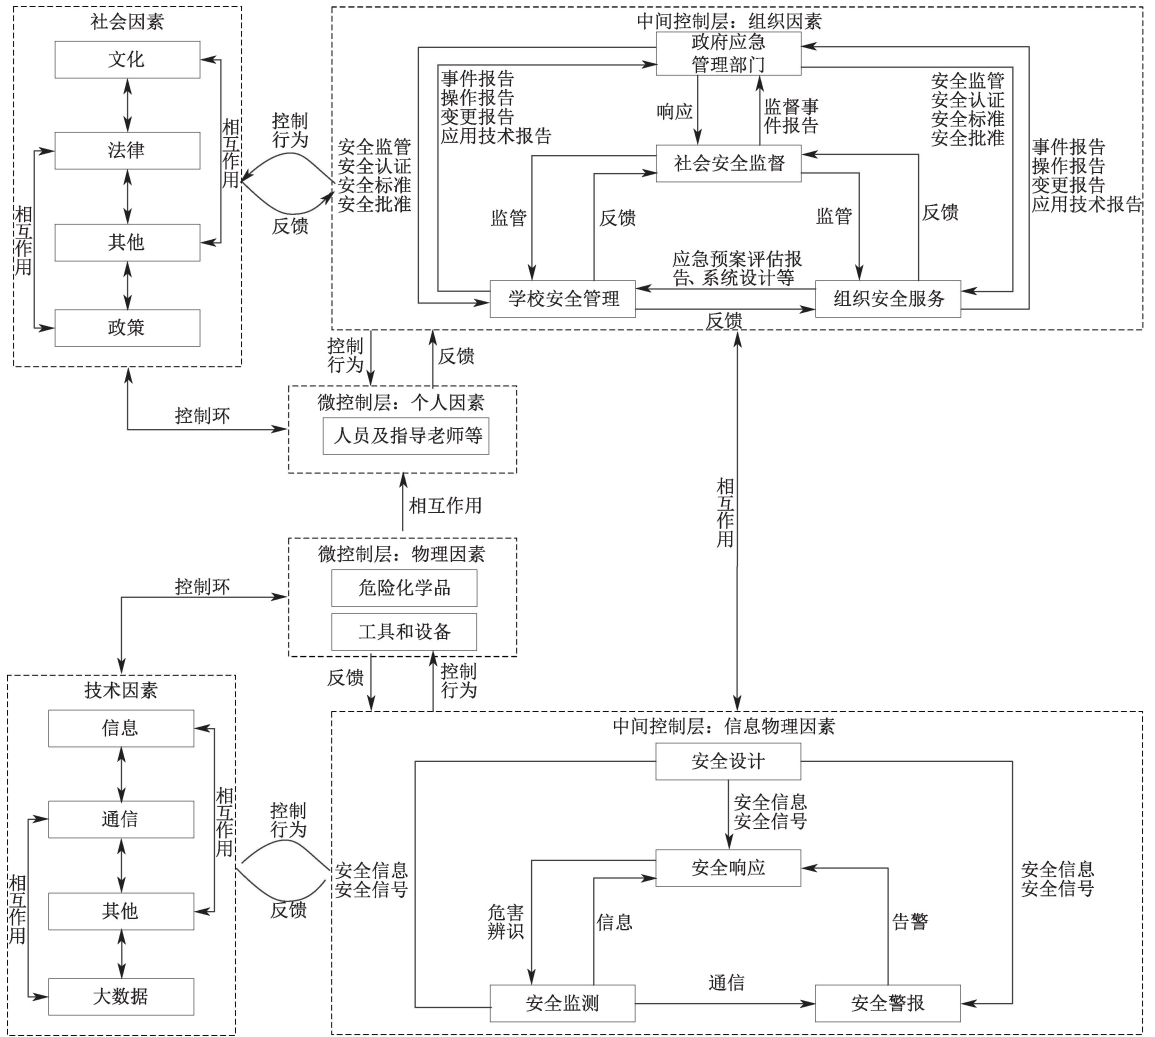 社会因素
文化
法律
其他
政策
相互作用
相互作用
控制
行为
反馈
中间控制层：组织因素
政府应急
管理部门
事件报告
操作报告
变更报告
应用技术报告
响应
监督事
件报告
安全监管
安全认证
安全标准
安全批准
安全监管
安全认证
安全标准
安全批准
事件报告
操作报告
变更报告
应用技术报告
社会安全监督
监管
反馈
监管
反馈
应急预案评估报
告、系统设计等
学校安全管理
组织安全服务
反馈
控制
行为
反馈
控制环
微控制层：个人因素
人员及指导老师等
相互作用
相互作用
微控制层：物理因素
危险化学品
工具和设备
控制环
反馈
控制
行为
技术因素
信息
通信
其他
大数据
相互作用
相互作用
控制
行为
反馈
中间控制层：信息物理因素
安全设计
安全信息
安全信号
安全信息
安全信号
安全信息
安全信号
安全响应
危害
辨识
信息
告警
安全监测
通信
安全警报